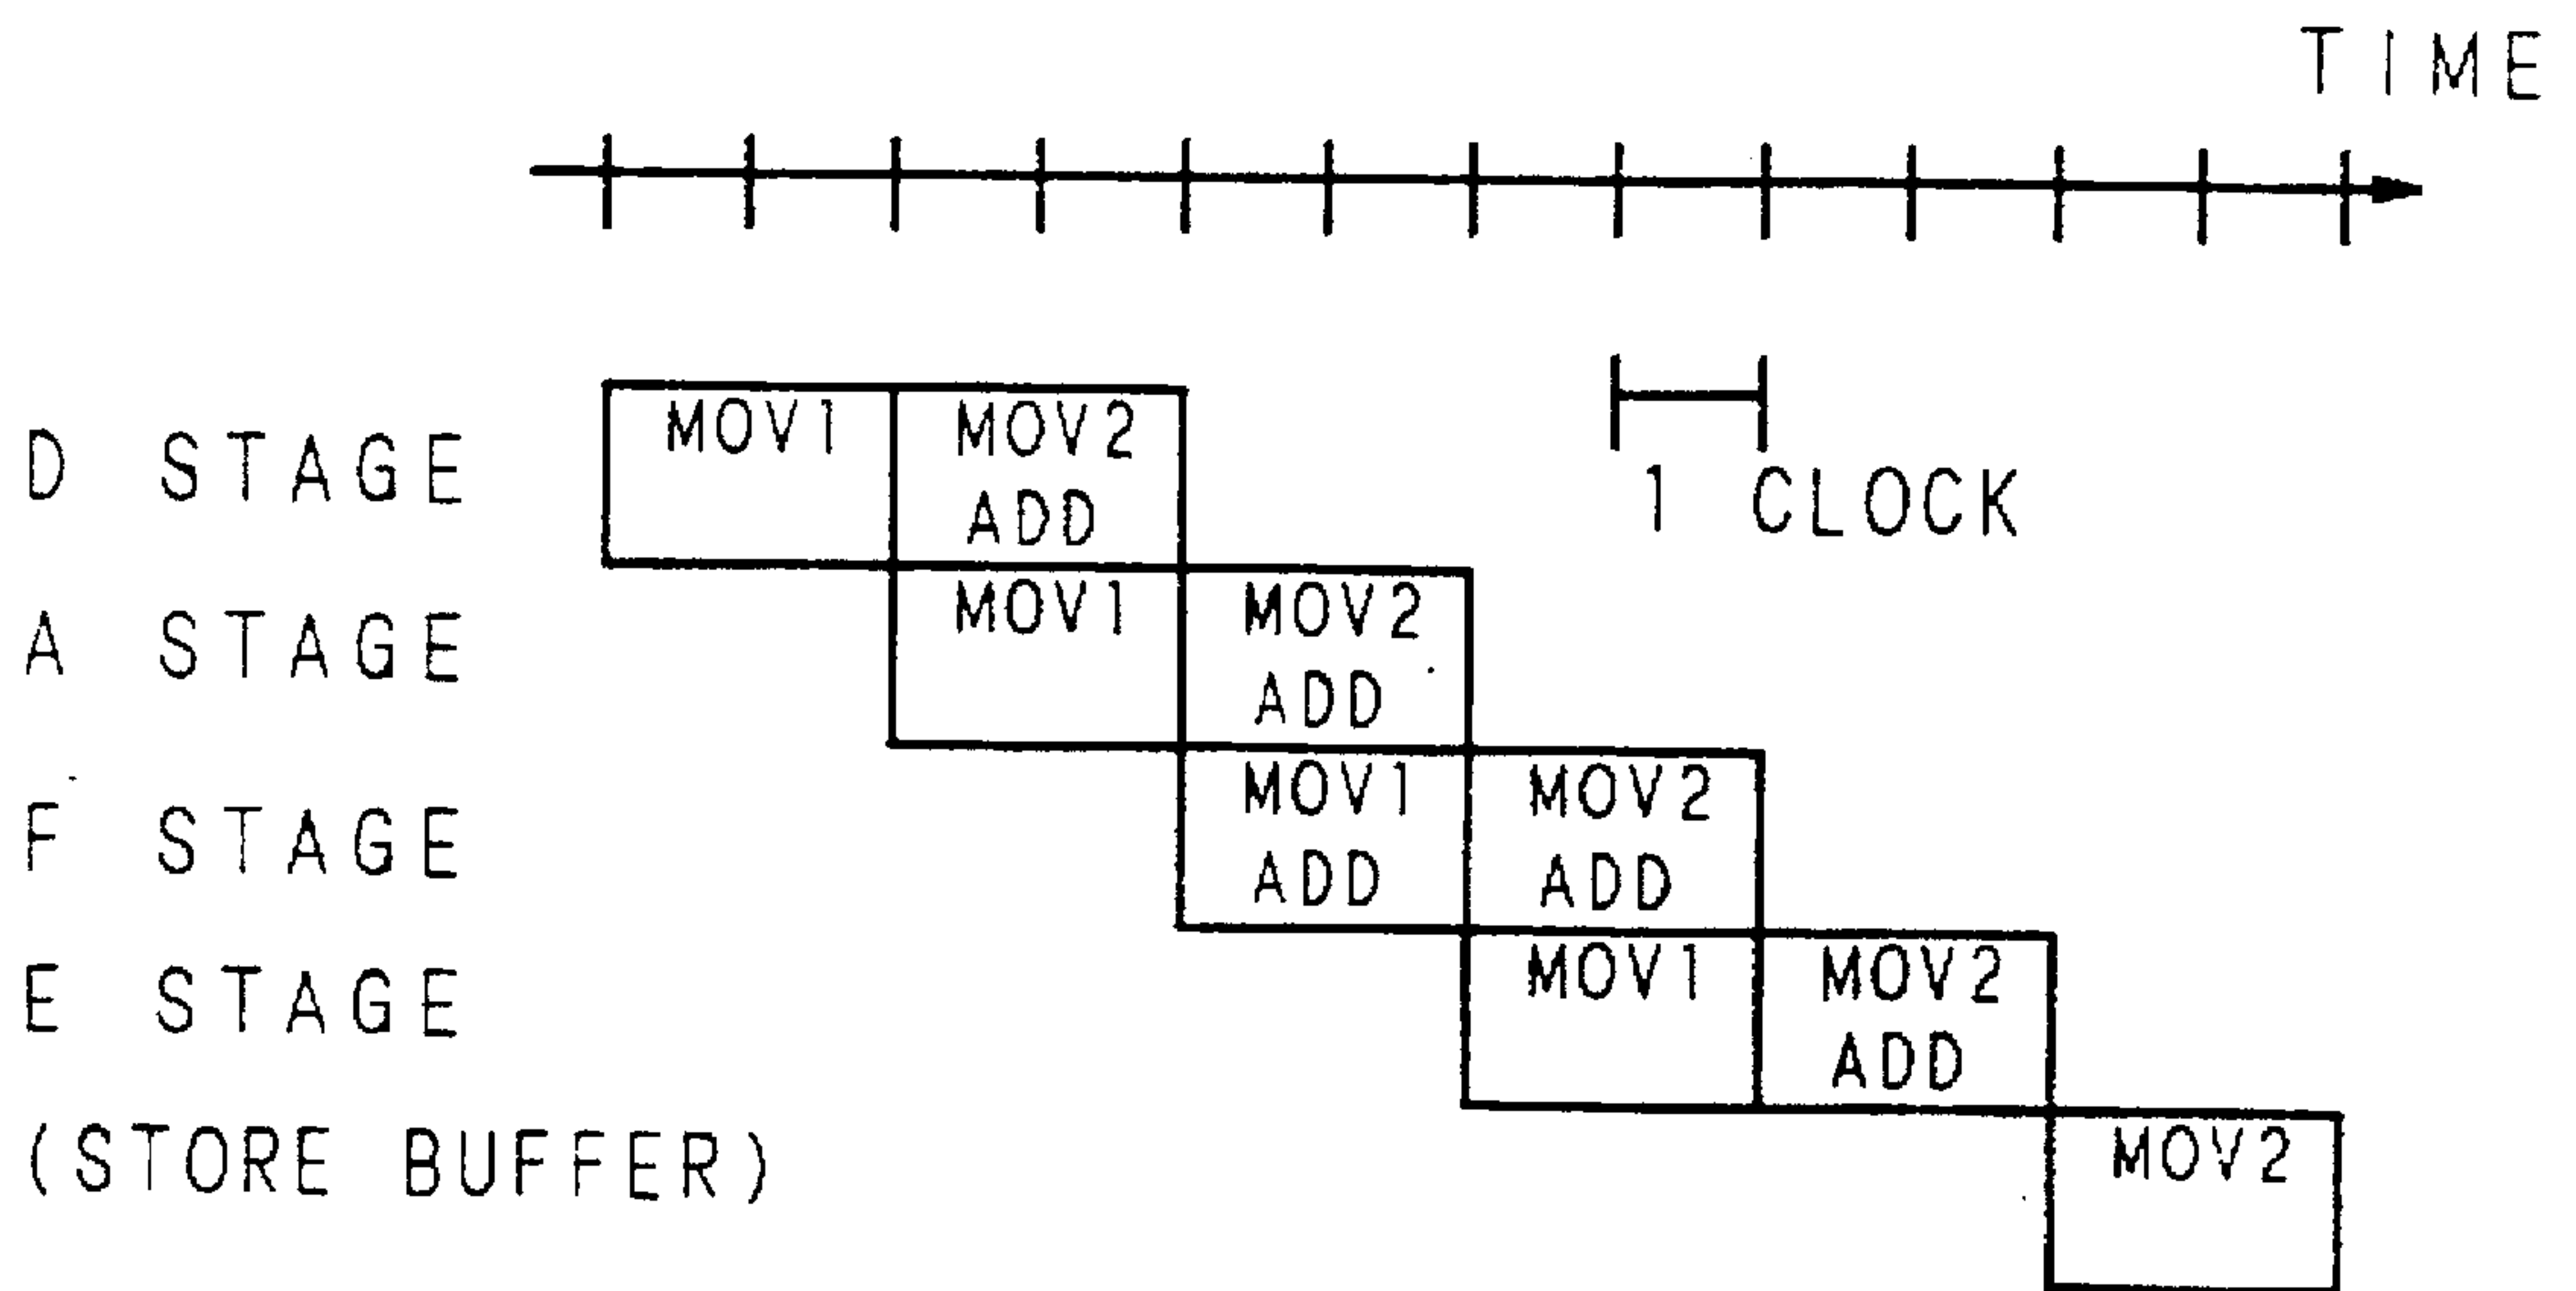 TIME
1 CLOCK
D STAGE
MOV1
MOV2
ADD
A STAGE
MOV1
MOV2
ADD
F STAGE
MOV1
ADD
MOV2
ADD
E STAGE
MOV1
MOV2
ADD
(STORE BUFFER)
MOV2